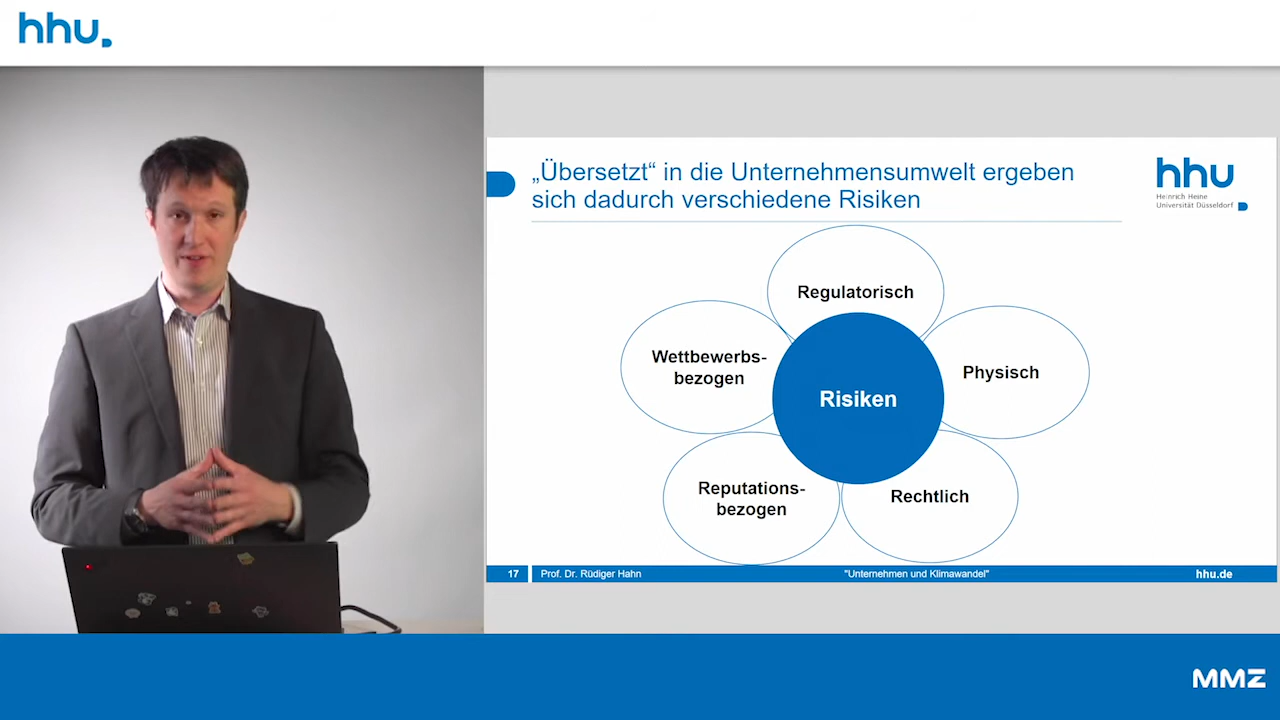 hhu.
„Übersetzt“ in die Unternehmensumwelt ergeben
sich dadurch verschiedene Risiken
hhu
Heinrich Heine
Universität Düsseldorf
Regulatorisch
Wettbewerbs-
bezogen
Physisch
Risiken
Reputations-
bezogen
Rechtlich
17
Prof. Dr. Rüdiger Hahn
"Unternehmen und Klimawandel"
hhu.de
MMZ